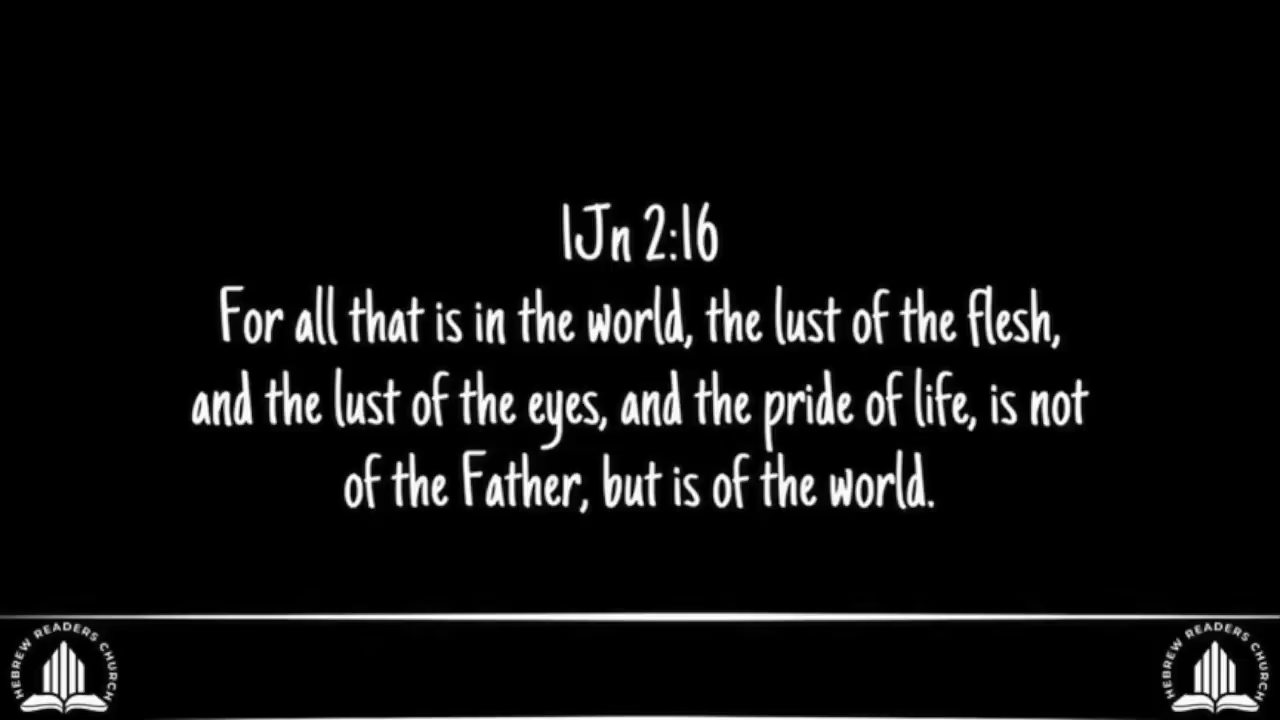 1Jn 2:16
For all that is in the world, the lust of the flesh,
and the lust of the eyes, and the pride of life, is not
of the Father, but is of the world.
HEBREW READERS CHURCH
HEBREW READERS CHURCH